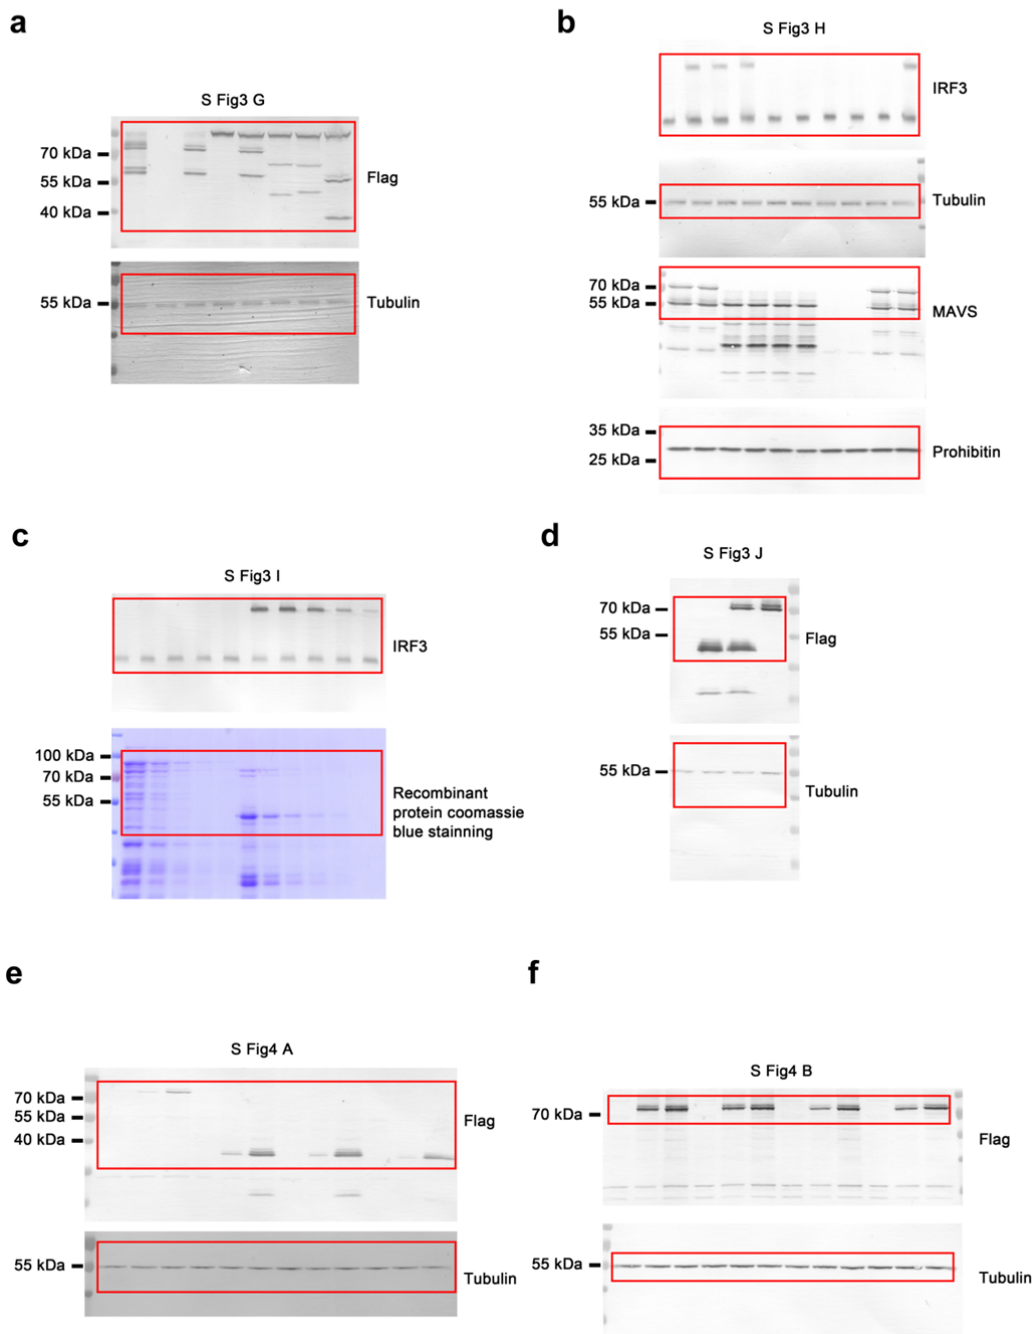 a
S Fig3 G
70 kDa
55 kDa
40 kDa
Flag
55 kDa
Tubulin
b
S Fig3 H
IRF3
55 kDa
Tubulin
70 kDa
55 kDa
MAVS
35 kDa
25 kDa
Prohibitin
c
S Fig3 I
IRF3
100 kDa
70 kDa
55 kDa
Recombinant
protein coomassie
blue stainning
d
S Fig3 J
70 kDa
55 kDa
Flag
55 kDa
Tubulin
e
S Fig4 A
70 kDa
55 kDa
40 kDa
Flag
55 kDa
Tubulin
f
S Fig4 B
70 kDa
Flag
55 kDa
Tubulin